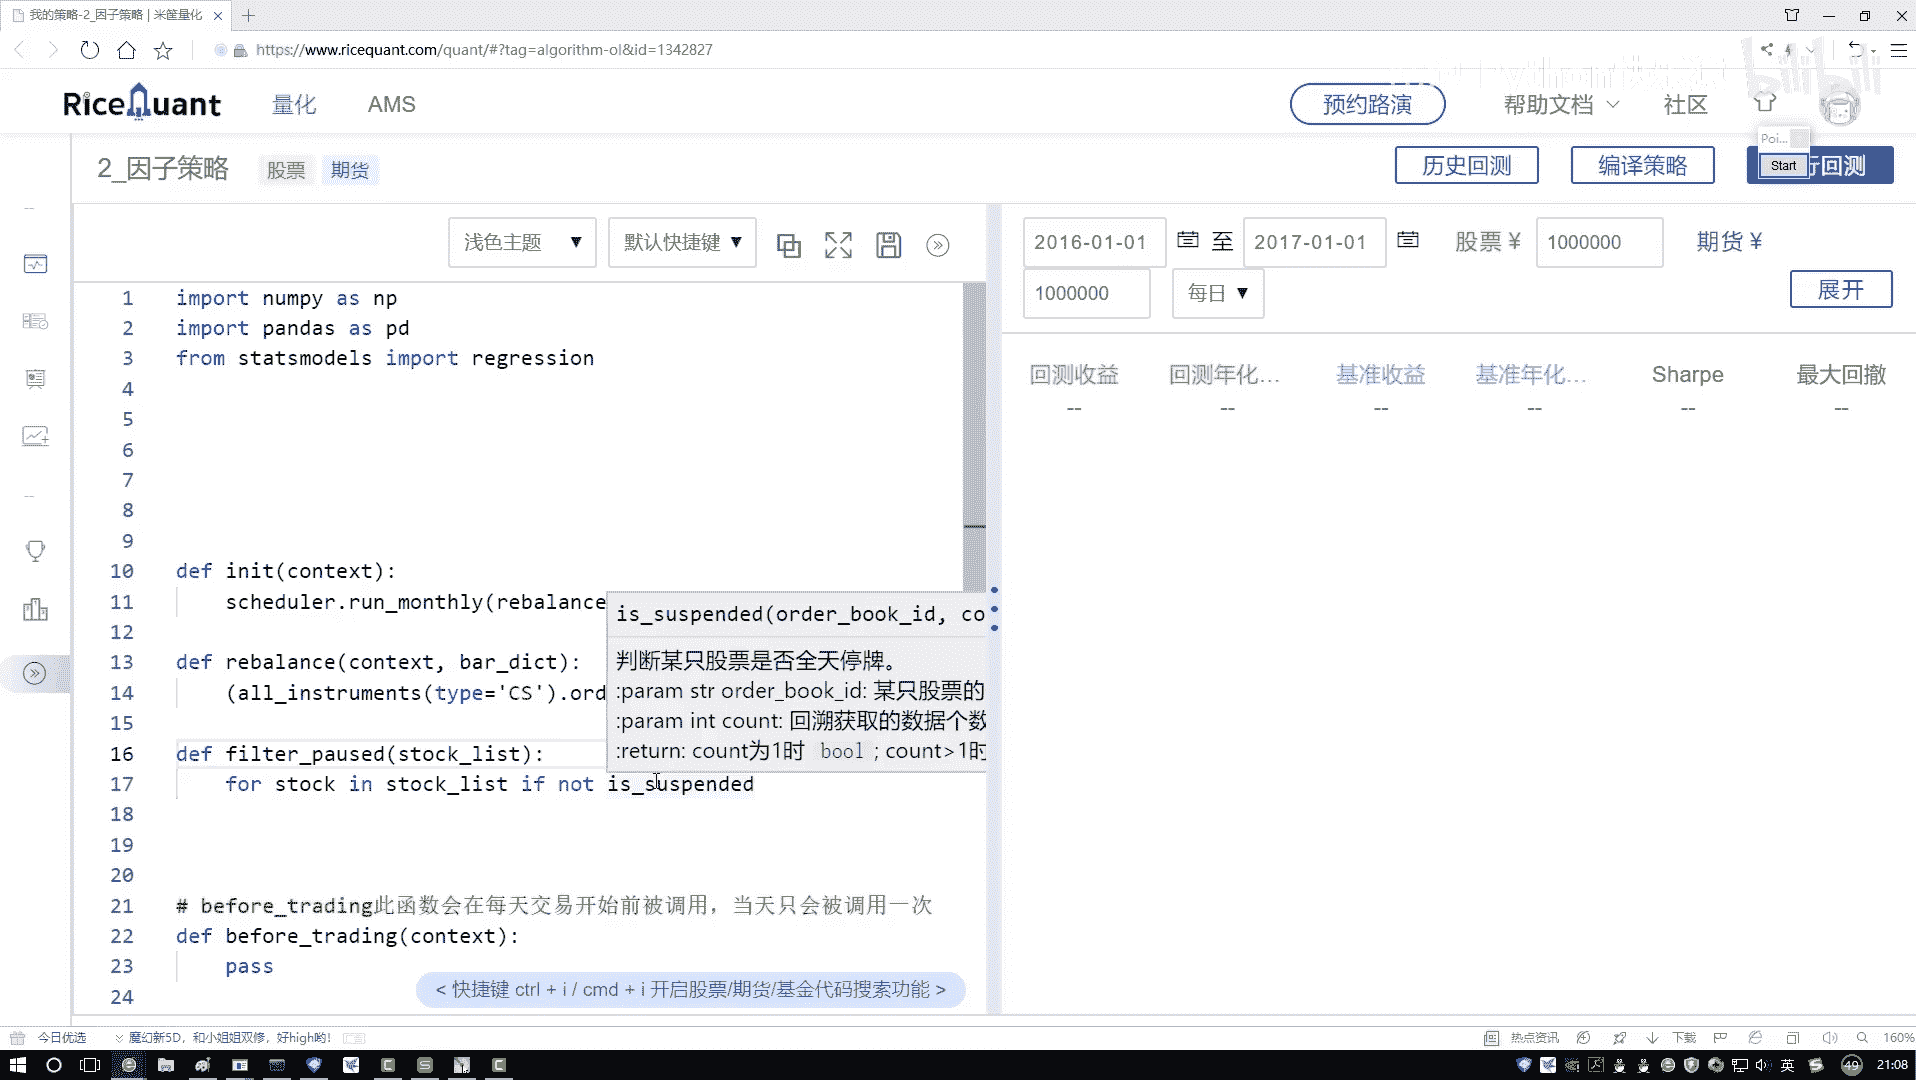 我的策略-2_因子策略 | 米筐量化
https://www.ricequant.com/quant/#?tag=algorithm-ol&id=1342827
RiceQuant 量化 AMS 预约路演 帮助文档 社区
bilibili
Poi...
2_因子策略 股票 期货 历史回测 编译策略 Start 行回测
浅色主题 ▼ 默认快捷键 ▼
2016-01-01 至 2017-01-01 股票 ¥ 1000000 期货 ¥
1000000 每日 ▼ 展开
回测收益 回测年化... 基准收益 基准年化... Sharpe 最大回撤
-- -- -- -- -- --
1 import numpy as np
2 import pandas as pd
3 from statsmodels import regression
4
5
6
7
8
9
10 def init(context):
11 scheduler.run_monthly(rebalance
12
13 def rebalance(context, bar_dict):
14 (all_instruments(type='CS').ord
15
16 def filter_paused(stock_list):
17 for stock in stock_list if not is_suspended
18
19
20
21 # before_trading此函数会在每天交易开始前被调用，当天只会被调用一次
22 def before_trading(context):
23 pass
24
is_suspended(order_book_id, co
判断某只股票是否全天停牌。
:param str order_book_id: 某只股票的
:param int count: 回溯获取的数据个数
:return: count为1时 bool ; count>1时
< 快捷键 ctrl + i / cmd + i 开启股票/期货/基金代码搜索功能 >
今日优选 魔幻新5D，和小姐姐双修，好high哟! 热点资讯 下载 160%
英 49 21:08